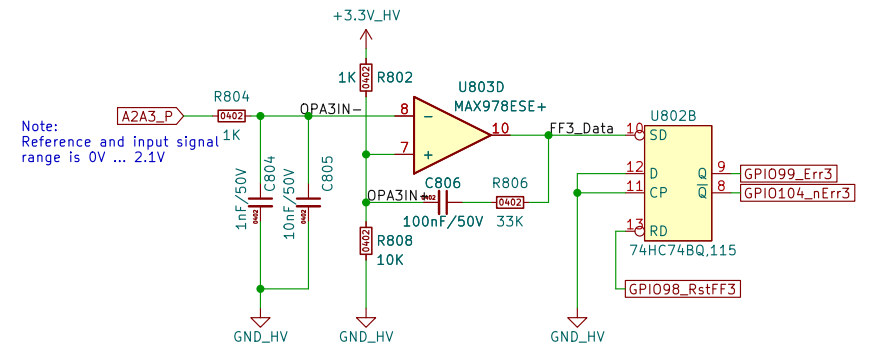 +3.3V_HV
1K
0402
R802
U803D
MAX978ESE+
R804
A2A3_P
0402
1K
OPA3IN-
8
-
7
+
10
FF3_Data
U802B
Note:
Reference and input signal
range is 0V ... 2.1V
1nF/50V
0402
C804
10nF/50V
0402
C805
OPA3IN+
0402
C806
100nF/50V
R806
0402
33K
0402
R808
10K
10
SD
12
D
11
CP
13
RD
Q
9
GPIO99_Err3
Q
8
GPIO104_nErr3
74HC74BQ,115
GPIO98_RstFF3
GND_HV
GND_HV
GND_HV